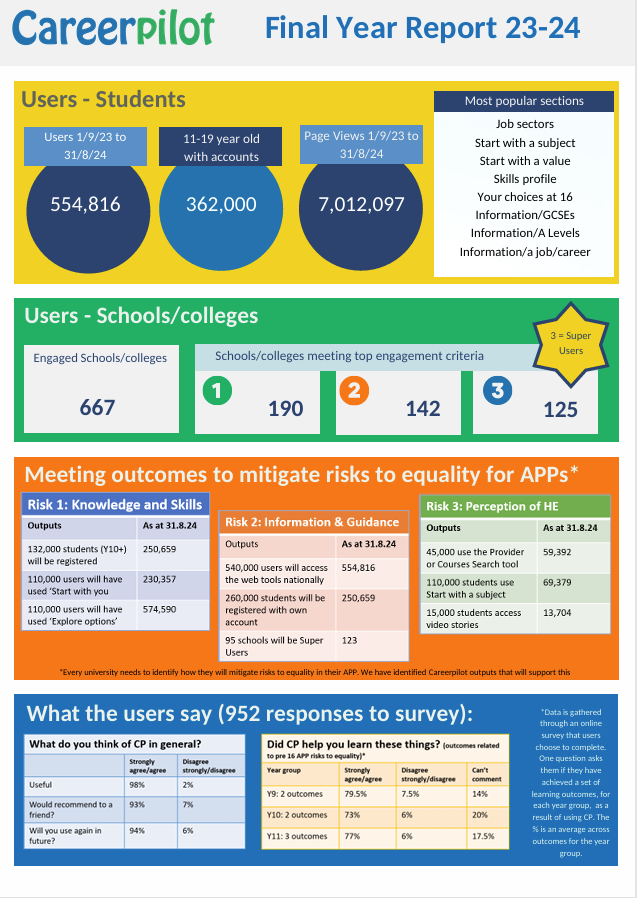 Careerpilot
Final Year Report 23-24
Users - Students
Users 1/9/23 to
31/8/24
554,816
11-19 year old
with accounts
362,000
Page Views 1/9/23 to
31/8/24
7,012,097
Most popular sections
Job sectors
Start with a subject
Start with a value
Skills profile
Your choices at 16
Information/GCSEs
Information/A Levels
Information/a job/career
Users - Schools/colleges
3 = Super
Users
Engaged Schools/colleges
667
Schools/colleges meeting top engagement criteria
1
190
2
142
3
125
Meeting outcomes to mitigate risks to equality for APPs*
Risk 1: Knowledge and Skills
Outputs As at 31.8.24
132,000 students (Y10+) 250,659
will be registered
110,000 users will have 230,357
used ‘Start with you
110,000 users will have 574,590
used ‘Explore options’
Risk 2: Information & Guidance
Outputs As at 31.8.24
540,000 users will access 554,816
the web tools nationally
260,000 students will be 250,659
registered with own
account
95 schools will be Super 123
Users
Risk 3: Perception of HE
Outputs As at 31.8.24
45,000 use the Provider 59,392
or Courses Search tool
110,000 students use 69,379
Start with a subject
15,000 students access 13,704
video stories
*Every university needs to identify how they will mitigate risks to equality in their APP. We have identified Careerpilot outputs that will support this
What the users say (952 responses to survey):
What do you think of CP in general?
Strongly Disagree
agree/agree strongly/disagree
Useful 98% 2%
Would recommend to a 93% 7%
friend?
Will you use again in 94% 6%
future?
Did CP help you learn these things? (outcomes related
to pre 16 APP risks to equality)*
Year group Strongly Disagree Can’t
agree/agree strongly/disagree comment
Y9: 2 outcomes 79.5% 7.5% 14%
Y10: 2 outcomes 73% 6% 20%
Y11: 3 outcomes 77% 6% 17.5%
*Data is gathered
through an online
survey that users
choose to complete.
One question asks
them if they have
achieved a set of
learning outcomes, for
each year group, as a
result of using CP. The
% is an average across
outcomes for the year
group.